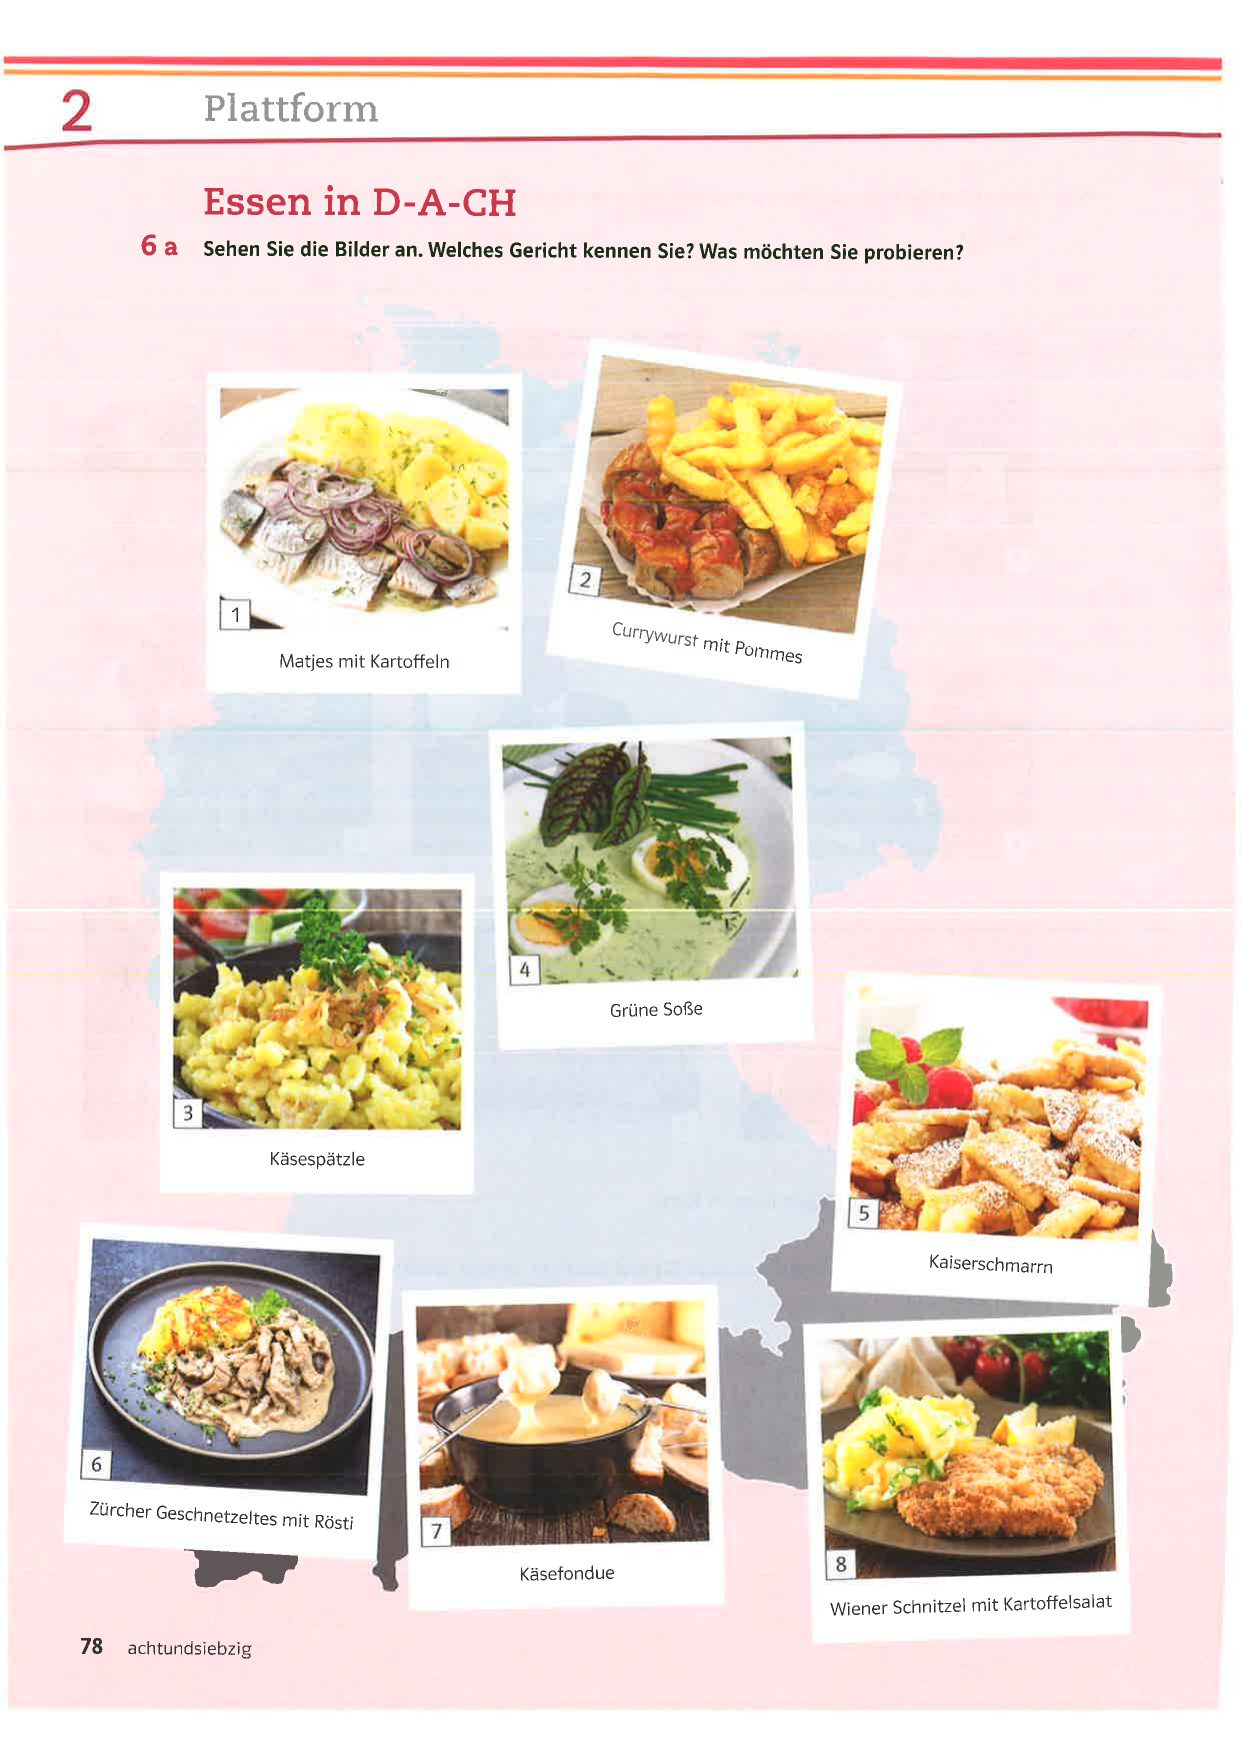 2
Plattform
Essen in D-A-CH
6 a Sehen Sie die Bilder an. Welches Gericht kennen Sie? Was möchten Sie probieren?
1
Matjes mit Kartoffeln
2
Currywurst mit Pommes
4
Grüne Soße
3
Käsespätzle
5
Kaiserschmarrn
6
Zürcher Geschnetzeltes mit Rösti
7
Käsefondue
8
Wiener Schnitzel mit Kartoffelsalat
78 achtundsiebzig